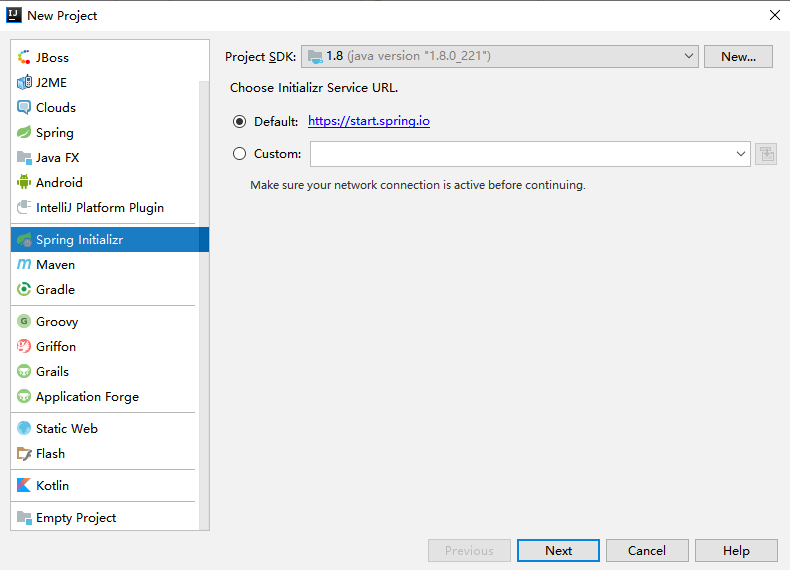 New Project
JBoss
J2ME
Clouds
Spring
Java FX
Android
IntelliJ Platform Plugin
Spring Initializr
Maven
Gradle
Groovy
Griffon
Grails
Application Forge
Static Web
Flash
Kotlin
Empty Project
Project SDK: 1.8 (java version "1.8.0_221") New...
Choose Initializr Service URL.
Default: https://start.spring.io
Custom:
Make sure your network connection is active before continuing.
Previous Next Cancel Help